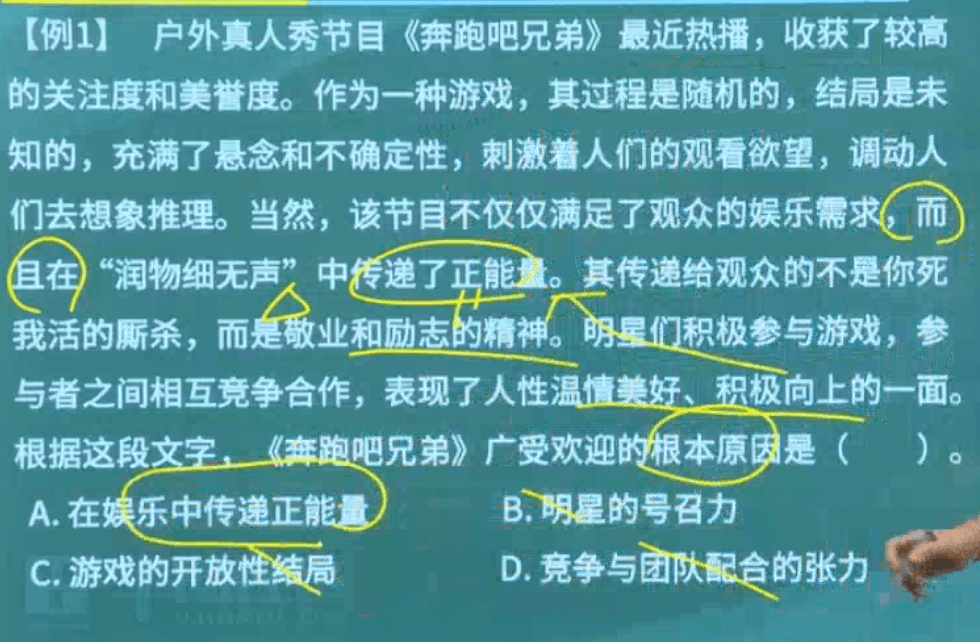 【例1】 户外真人秀节目《奔跑吧兄弟》最近热播，收获了较高
的关注度和美誉度。作为一种游戏，其过程是随机的，结局是未
知的，充满了悬念和不确定性，刺激着人们的观看欲望，调动人
们去想象推理。当然，该节目不仅仅满足了观众的娱乐需求，而
且在“润物细无声”中传递了正能量。其传递给观众的不是你死
我活的厮杀，而是敬业和励志的精神。明星们积极参与游戏，参
与者之间相互竞争合作，表现了人性温情美好、积极向上的一面。
根据这段文字，《奔跑吧兄弟》广受欢迎的根本原因是（ ）。
A. 在娱乐中传递正能量 B. 明星的号召力
C. 游戏的开放性结局 D. 竞争与团队配合的张力